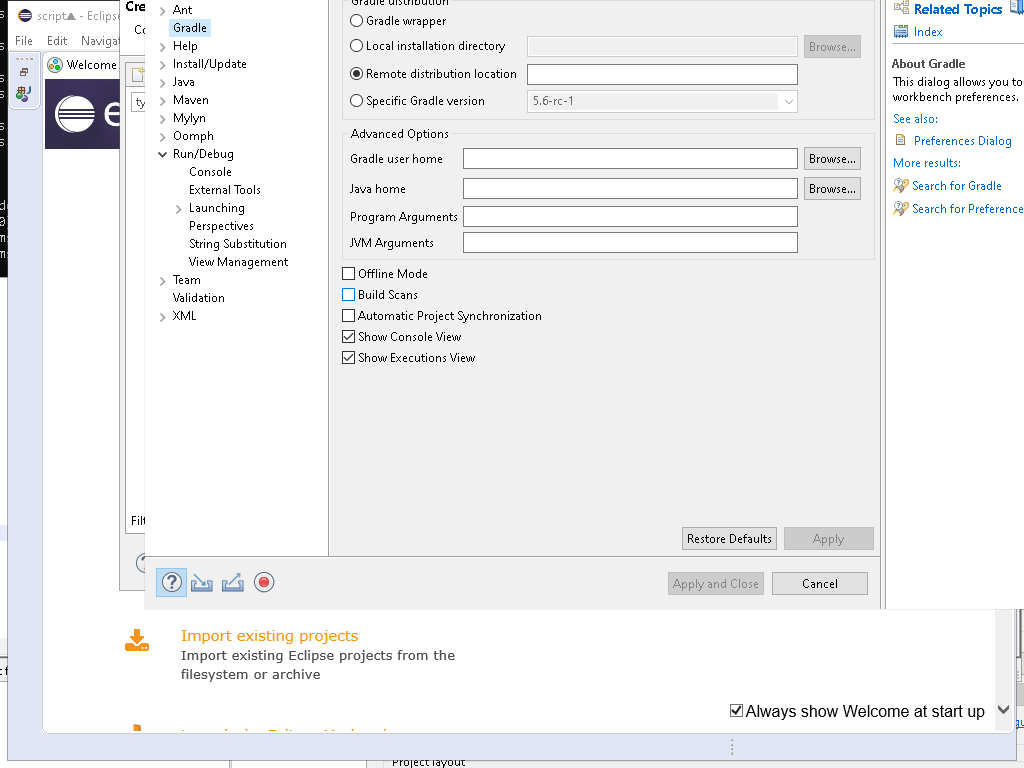 script - Eclipse
File Edit Navigat
Welcome
Cre
Ant
Gradle
Help
Install/Update
Java
Maven
Mylyn
Oomph
Run/Debug
Console
External Tools
Launching
Perspectives
String Substitution
View Management
Team
Validation
XML
Gradle distribution
Gradle wrapper
Local installation directory
Browse...
Remote distribution location
Specific Gradle version
5.6-rc-1
Advanced Options
Gradle user home
Browse...
Java home
Browse...
Program Arguments
JVM Arguments
Offline Mode
Build Scans
Automatic Project Synchronization
Show Console View
Show Executions View
Restore Defaults
Apply
Apply and Close
Cancel
Related Topics
Index
About Gradle
This dialog allows you to
workbench preferences.
See also:
Preferences Dialog
More results:
Search for Gradle
Search for Preference
Filt
Import existing projects
Import existing Eclipse projects from the
filesystem or archive
Always show Welcome at start up
Project layout